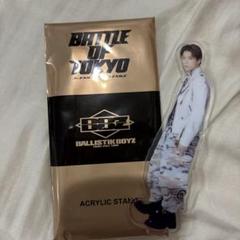 BATTLE
OF
TOKYO
BALLISTIK BOYZ
ACRYLIC STAND